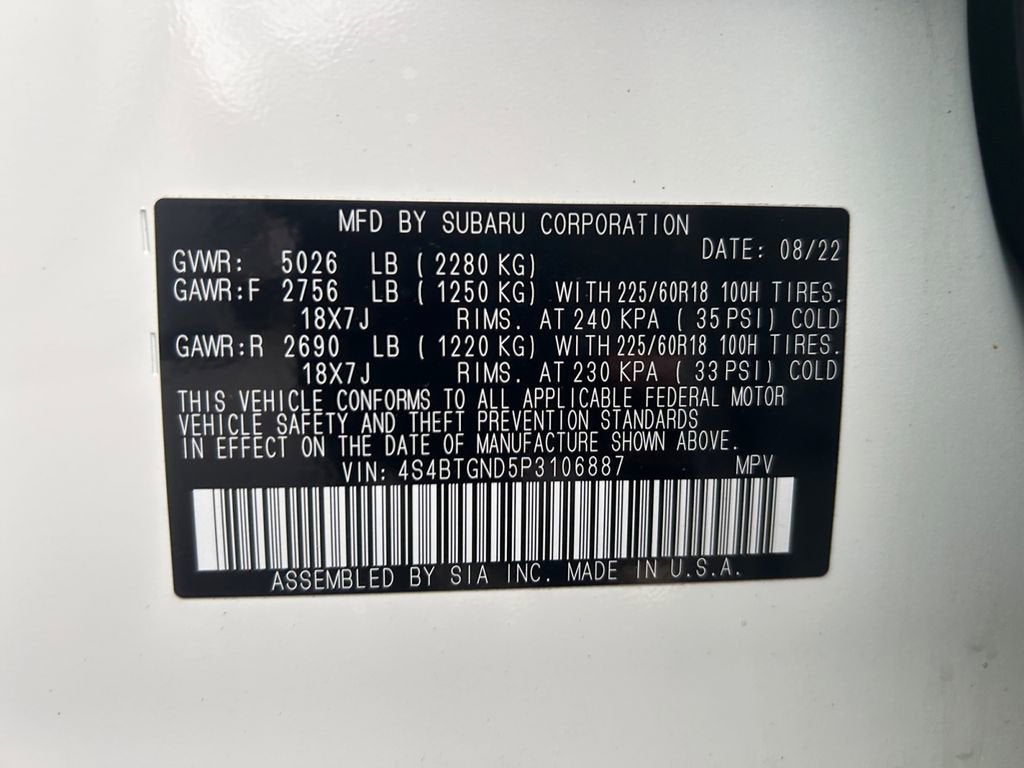 MFD BY SUBARU CORPORATION
DATE: 08/22
GVWR: 5026 LB ( 2280 KG)
GAWR:F 2756 LB ( 1250 KG) WITH 225/60R18 100H TIRES.
18X7J RIMS. AT 240 KPA ( 35 PSI) COLD
GAWR:R 2690 LB ( 1220 KG) WITH 225/60R18 100H TIRES.
18X7J RIMS. AT 230 KPA ( 33 PSI) COLD
THIS VEHICLE CONFORMS TO ALL APPLICABLE FEDERAL MOTOR
VEHICLE SAFETY AND THEFT PREVENTION STANDARDS
IN EFFECT ON THE DATE OF MANUFACTURE SHOWN ABOVE.
VIN: 4S4BTGND5P3106887 MPV
ASSEMBLED BY SIA INC. MADE IN U.S.A.